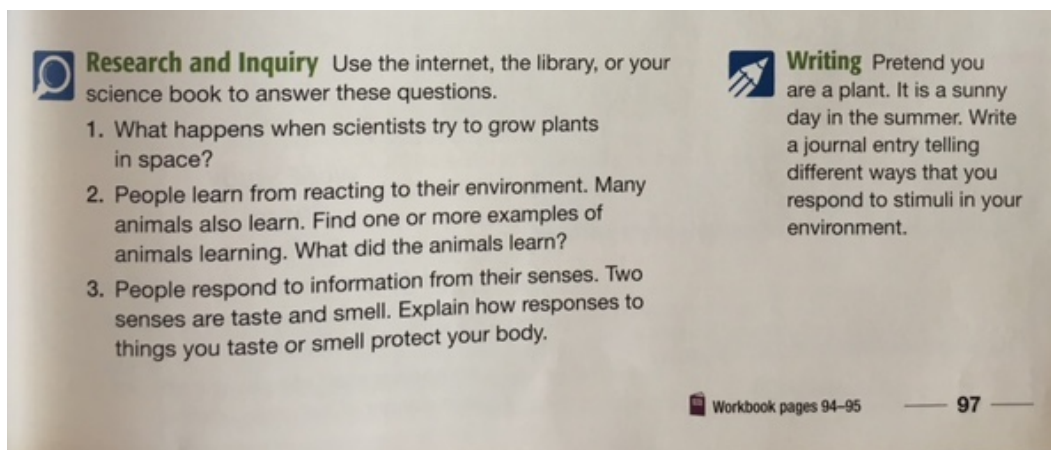 Research and Inquiry Use the internet, the library, or your
science book to answer these questions.
1. What happens when scientists try to grow plants
in space?
2. People learn from reacting to their environment. Many
animals also learn. Find one or more examples of
animals learning. What did the animals learn?
3. People respond to information from their senses. Two
senses are taste and smell. Explain how responses to
things you taste or smell protect your body.
Writing Pretend you
are a plant. It is a sunny
day in the summer. Write
a journal entry telling
different ways that you
respond to stimuli in your
environment.
Workbook pages 94–95
97